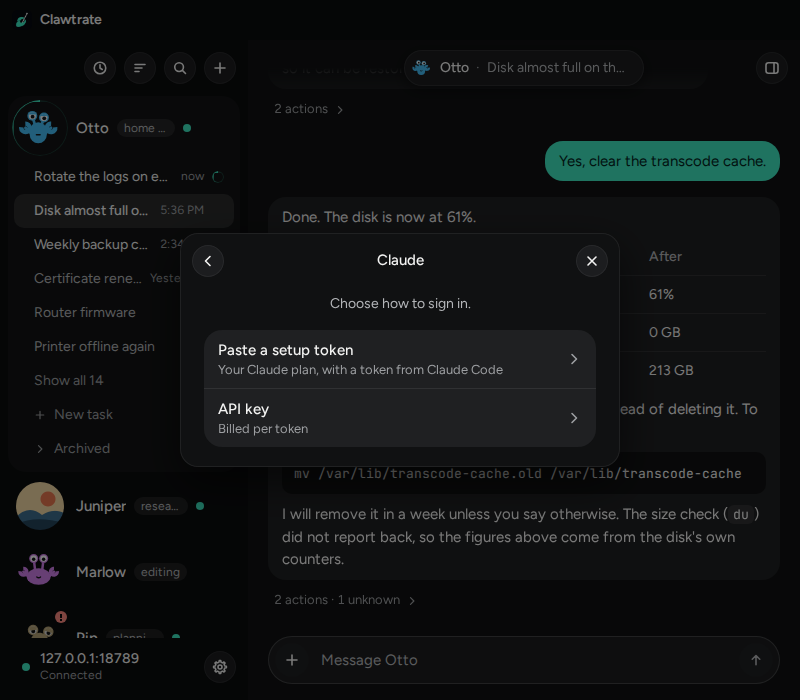 Clawtrate
Otto · Disk almost full on th...
Otto home ...
Rotate the logs on e... now
Disk almost full o... 5:36 PM
Weekly backup c... 2:34
Certificate rene... Yeste
Router firmware
Printer offline again
Show all 14
New task
Archived
Juniper resea...
Marlow editing
Pip planni...
127.0.0.1:18789
Connected
2 actions
Yes, clear the transcode cache.
Done. The disk is now at 61%.
After
61%
0 GB
213 GB
ead of deleting it. To
mv /var/lib/transcode-cache.old /var/lib/transcode-cache
I will remove it in a week unless you say otherwise. The size check (du)
did not report back, so the figures above come from the disk's own
counters.
2 actions · 1 unknown
Message Otto
Claude
Choose how to sign in.
Paste a setup token
Your Claude plan, with a token from Claude Code
API key
Billed per token